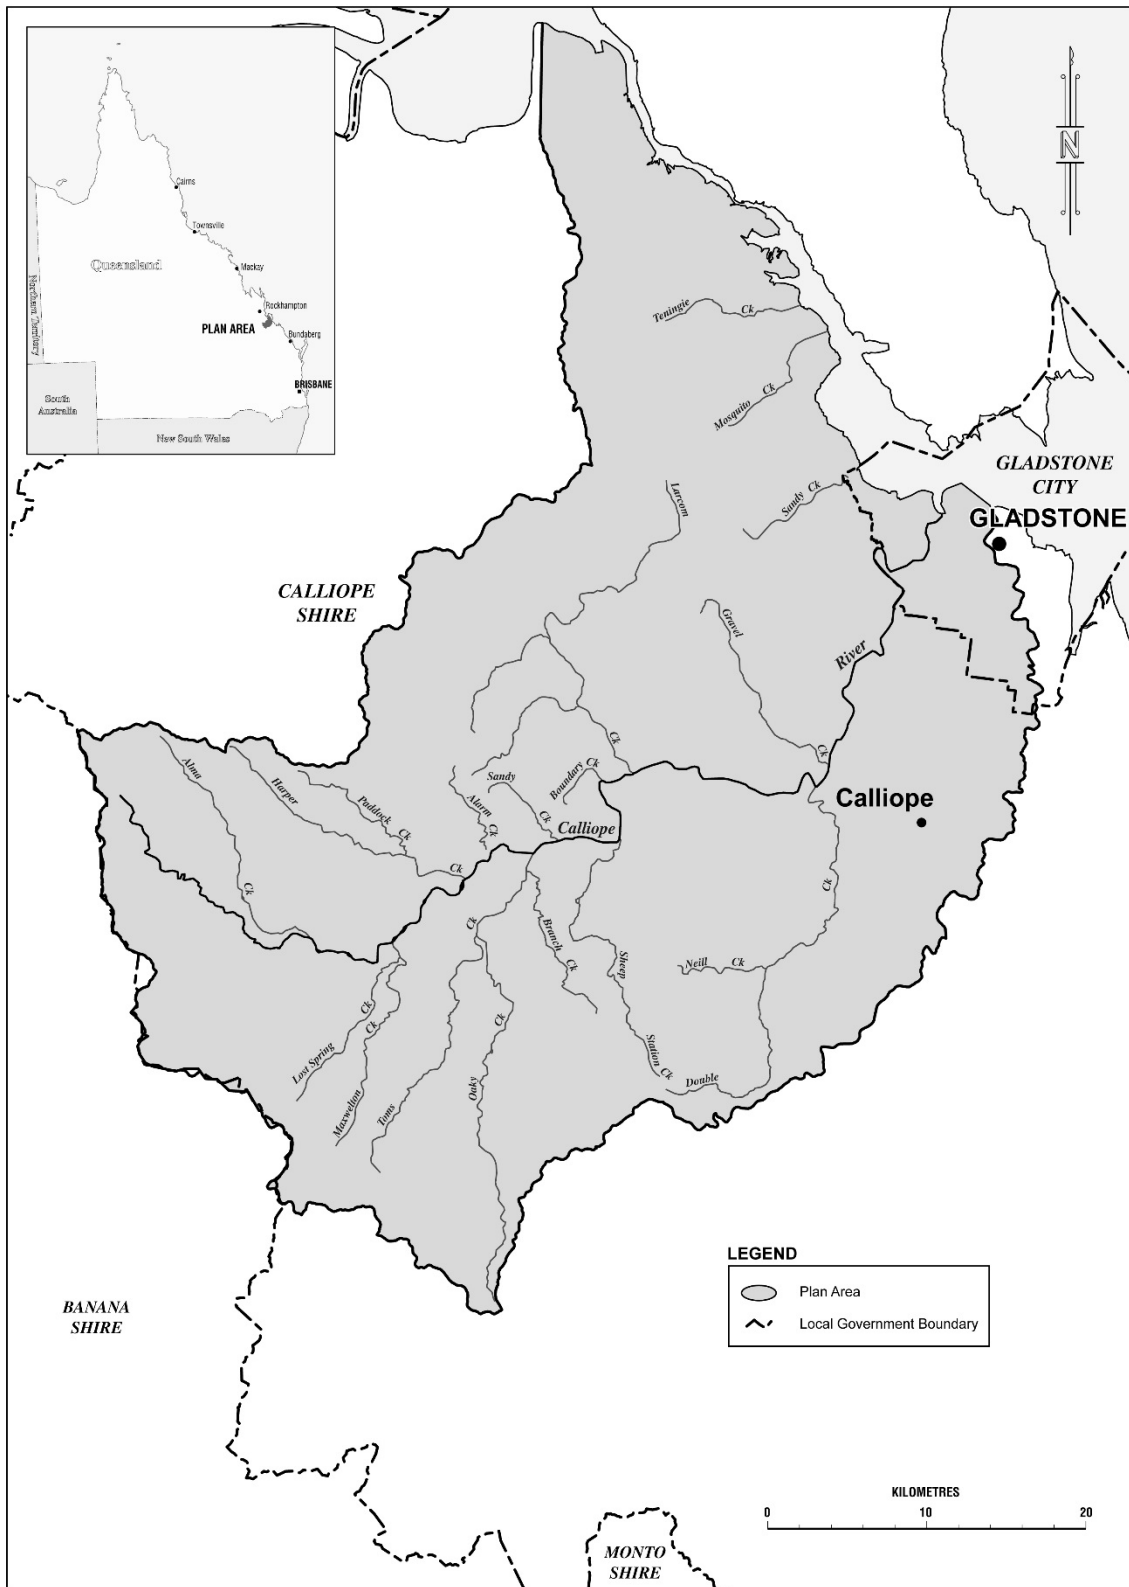 Cairns
Townsville
Queensland
Mackay
Rockhampton
PLAN AREA
Bundaberg
Northern Territory
BRISBANE
South
Australia
New South Wales
N
Teningie Ck
Mosquito Ck
GLADSTONE
CITY
GLADSTONE
Larcom
Sandy Ck
CALLIOPE
SHIRE
Gravel
River
Ck
Ck
Alma
Harper
Paddock
Ck
Sandy
Boundary Ck
Alarm
Ck
Ck
Calliope
Calliope
Ck
Ck
Ck
Ck
Branch
Ck
Sheep
Neill Ck
Ck
Ck
Ck
Lost Spring
Maxwelton
Toms
Oaky
Station Ck
Double
LEGEND
Plan Area
Local Government Boundary
BANANA
SHIRE
KILOMETRES
0 10 20
MONTO
SHIRE